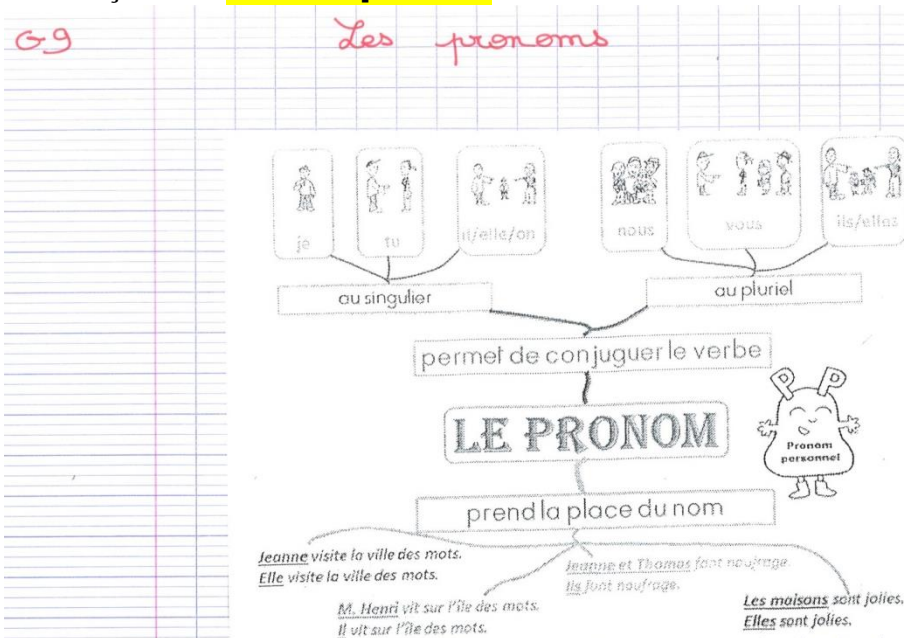 G9 Les pronoms
je tu il/elle/on nous vous ils/elles
au singulier au pluriel
permet de conjuguer le verbe
LE PRONOM
P P
Pronom
personnel
prend la place du nom
Jeanne visite la ville des mots.
Elle visite la ville des mots.
Jeanne et Thomas font naufrage.
Ils font naufrage.
M. Henri vit sur l'île des mots.
Il vit sur l'île des mots.
Les maisons sont jolies.
Elles sont jolies.